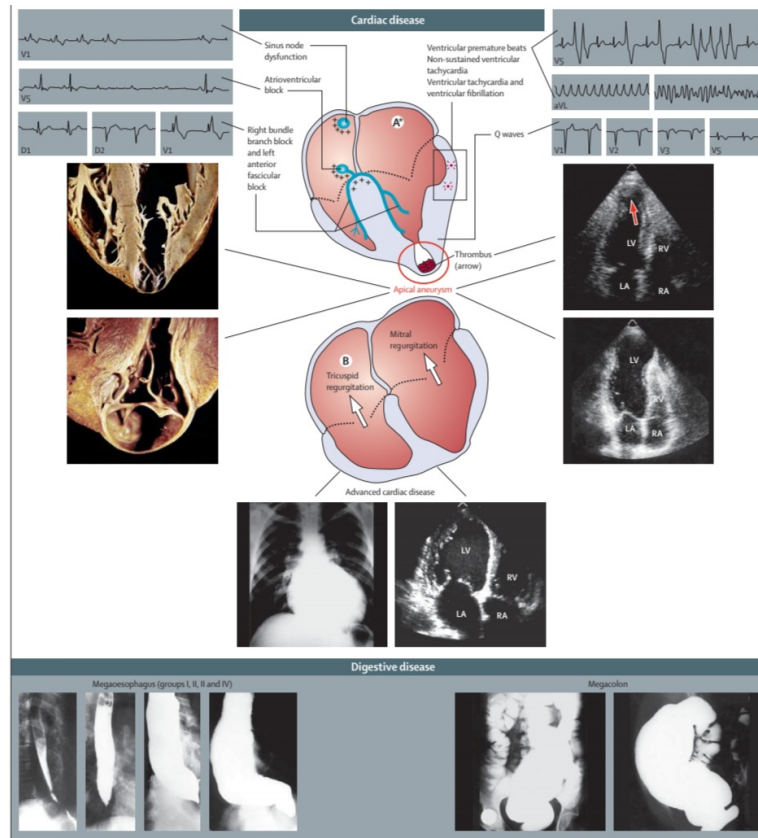 Cardiac disease
V1
Sinus node
dysfunction
V5
Atrioventricular
block
D1
D2
V1
Right bundle
branch block
and left
anterior
fascicular
block
Ventricular premature beats
Non-sustained ventricular
tachycardia
Ventricular tachycardia and
ventricular fibrillation
V5
aVL
Q waves
V1
V2
V3
V5
A*
Thrombus
(arrow)
Apical aneurysm
LV
RV
LA
RA
B
Tricuspid
regurgitation
Mitral
regurgitation
LV
RV
LA
RA
Advanced cardiac disease
LV
RV
LA
RA
Digestive disease
Megaoesophagus (groups I, II, II and IV)
Megacolon